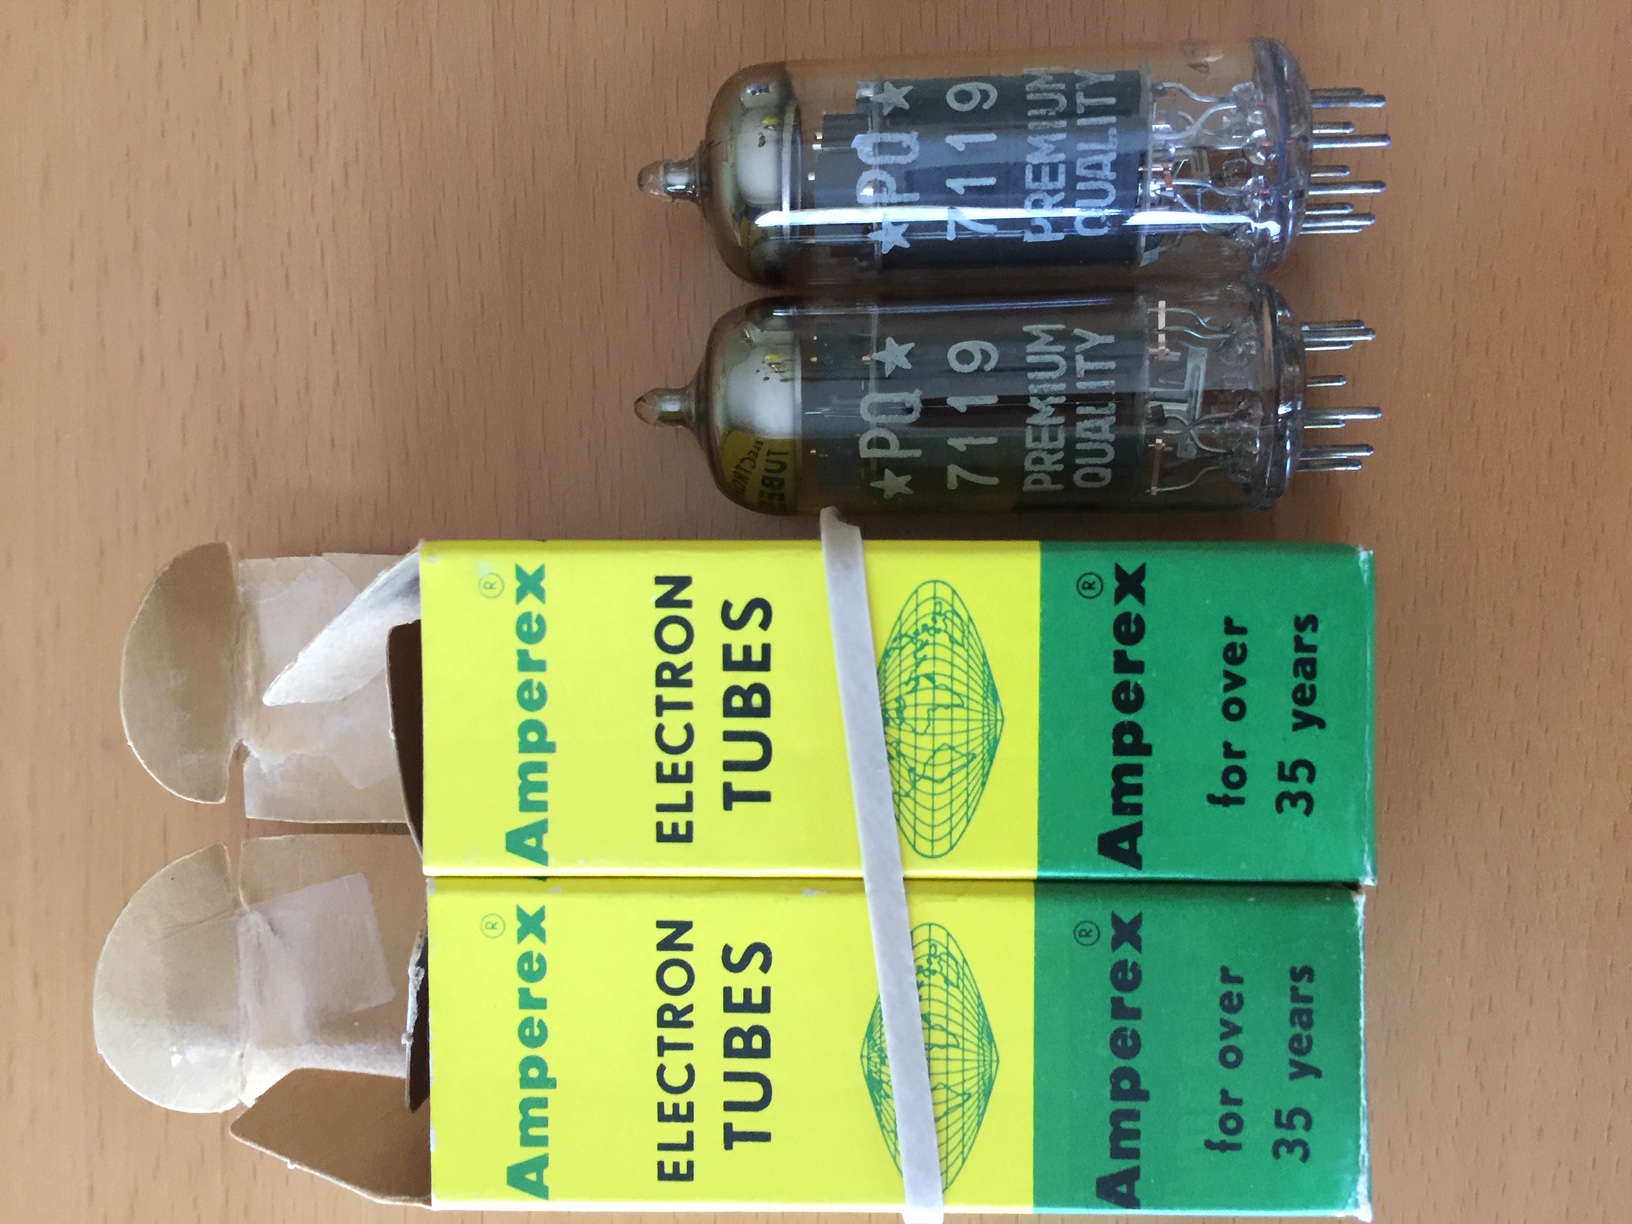 ★PQ★
7119
PREMIUM
QUALITY
★PQ★
7119
PREMIUM
QUALITY
Amperex®
ELECTRON
TUBES
Amperex®
for over
35 years
Amperex®
ELECTRON
TUBES
Amperex®
for over
35 years